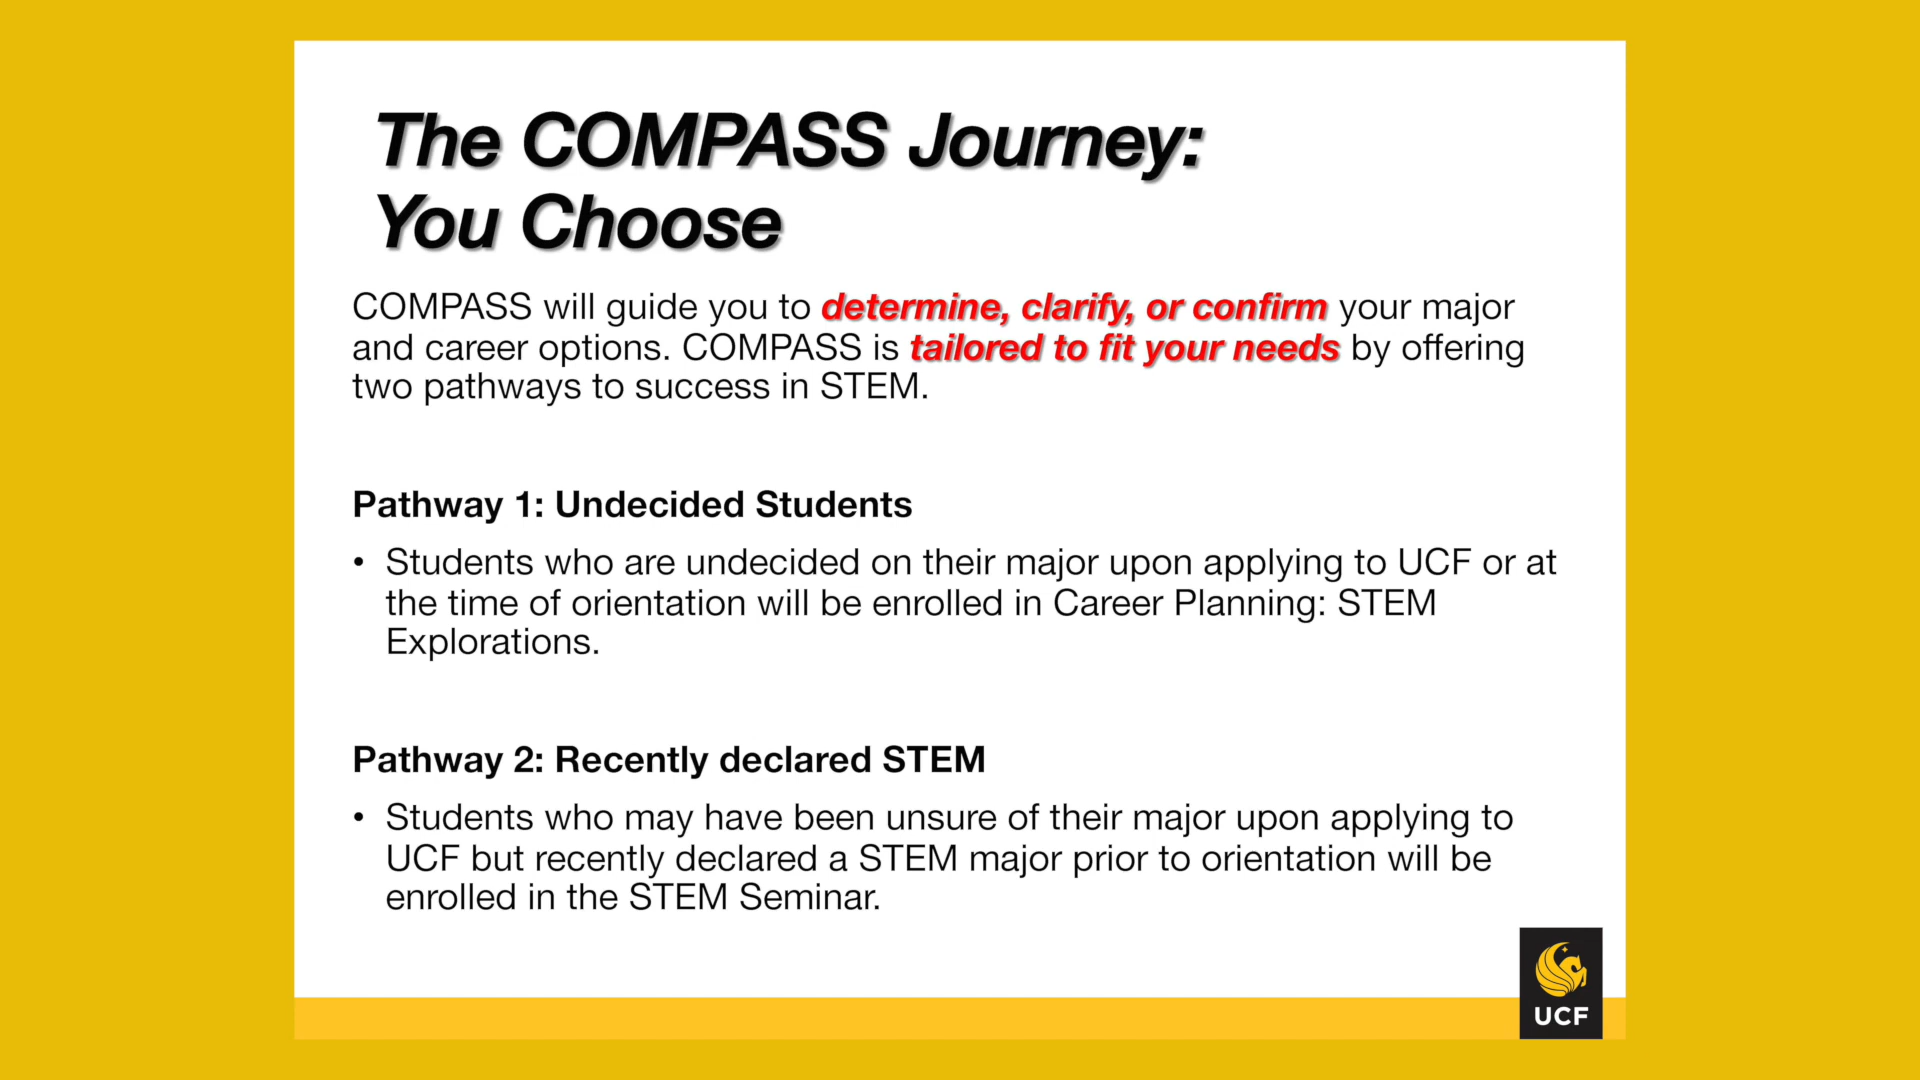 The COMPASS Journey:
You Choose
COMPASS will guide you to determine, clarify, or confirm your major
and career options. COMPASS is tailored to fit your needs by offering
two pathways to success in STEM.
Pathway 1: Undecided Students
• Students who are undecided on their major upon applying to UCF or at
the time of orientation will be enrolled in Career Planning: STEM
Explorations.
Pathway 2: Recently declared STEM
• Students who may have been unsure of their major upon applying to
UCF but recently declared a STEM major prior to orientation will be
enrolled in the STEM Seminar.
UCF